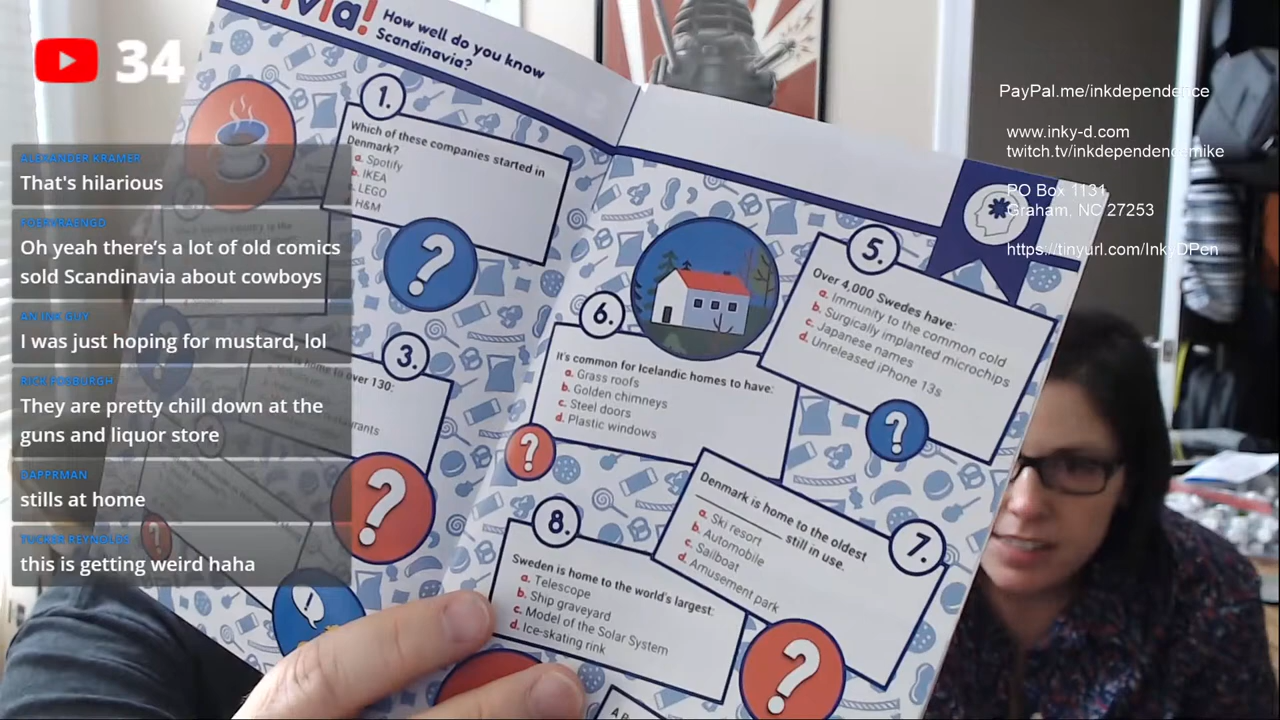 34
ALEXANDER KRAMER
That's hilarious
Oh yeah there's a lot of old comics
sold Scandinavia about cowboys
AN INK GUY
I was just hoping for mustard, lol
RICK FOXBURGH
They are pretty chill down at the
guns and liquor store
DAPPRMAN
stills at home
TUCKER REYNOLDS
this is getting weird haha
How well do you know
Scandinavia?
1.
Which of these companies started in
Denmark?
a. Spotify
b. IKEA
c. LEGO
H&M
3.
is home to over 130:
5.
Over 4,000 Swedes have:
a. Immunity to the common cold
b. Surgically implanted microchips
c. Japanese names
d. Unreleased iPhone 13s
6.
It's common for Icelandic homes to have:
a. Grass roofs
b. Golden chimneys
c. Steel doors
d. Plastic windows
7.
Denmark is home to the oldest
____________ still in use.
a. Ski resort
b. Automobile
c. Sailboat
d. Amusement park
8.
Sweden is home to the world's largest:
a. Telescope
b. Ship graveyard
c. Model of the Solar System
d. Ice-skating rink
PayPal.me/inkdependence
www.inky-d.com
twitch.tv/inkdependencemike
PO Box 1131
Graham, NC 27253
https://tinyurl.com/InkyDPen